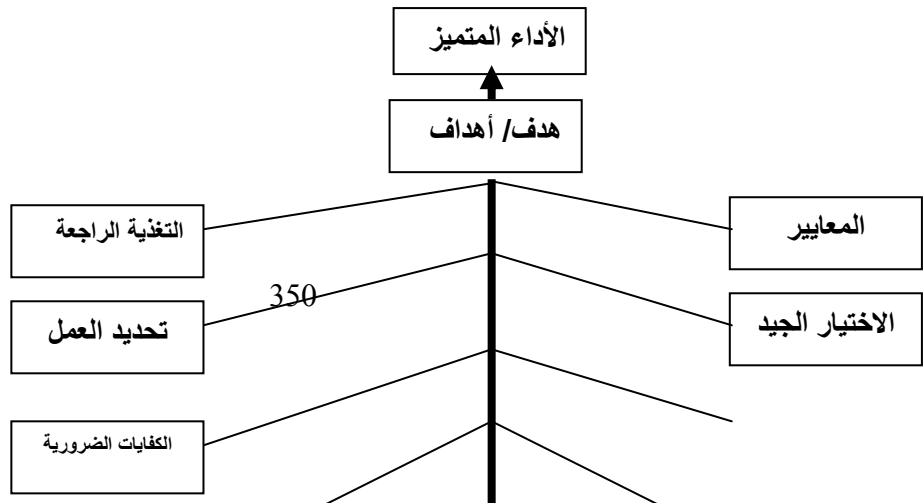 الأداء المتميز
هدف/ أهداف
المعايير
التغذية الراجعة
350
الاختيار الجيد
تحديد العمل
الكفايات الضرورية